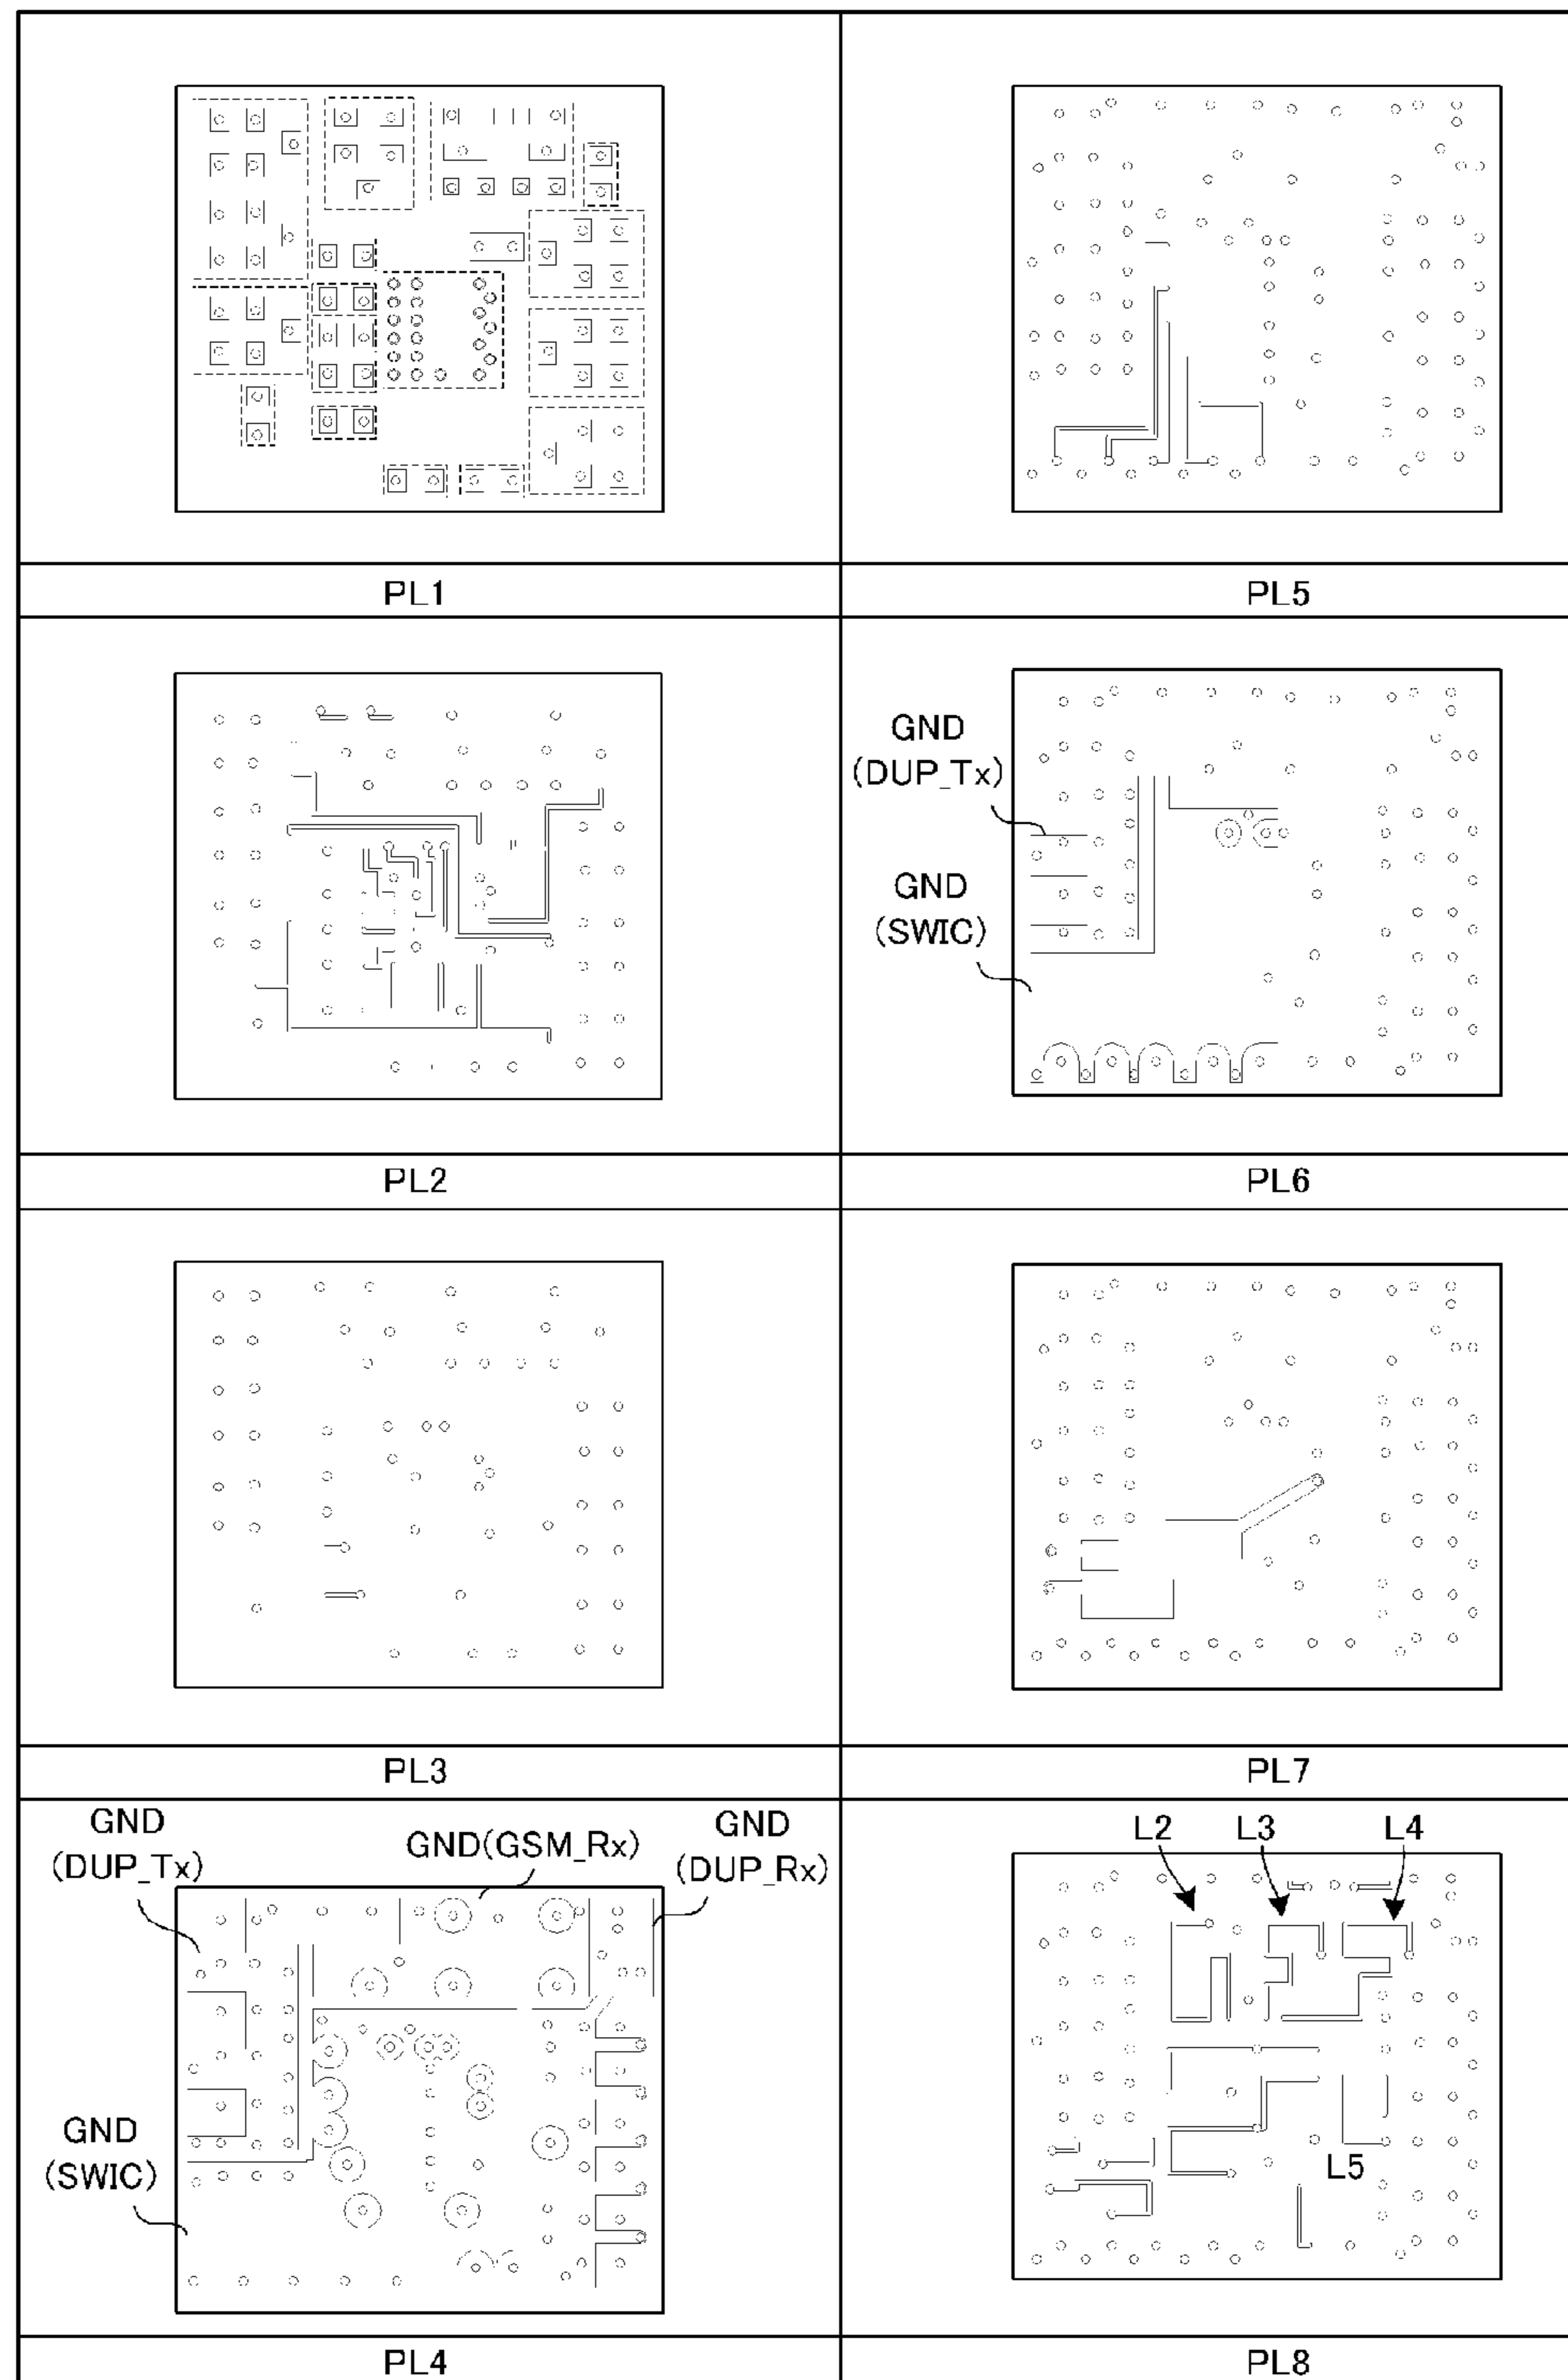 PL1
PL5
GND
(DUP_Tx)
GND
(SWIC)
PL2
PL6
PL3
PL7
GND
(DUP_Tx)
GND(GSM_Rx)
GND
(DUP_Rx)
GND
(SWIC)
L2
L3
L4
L5
PL4
PL8